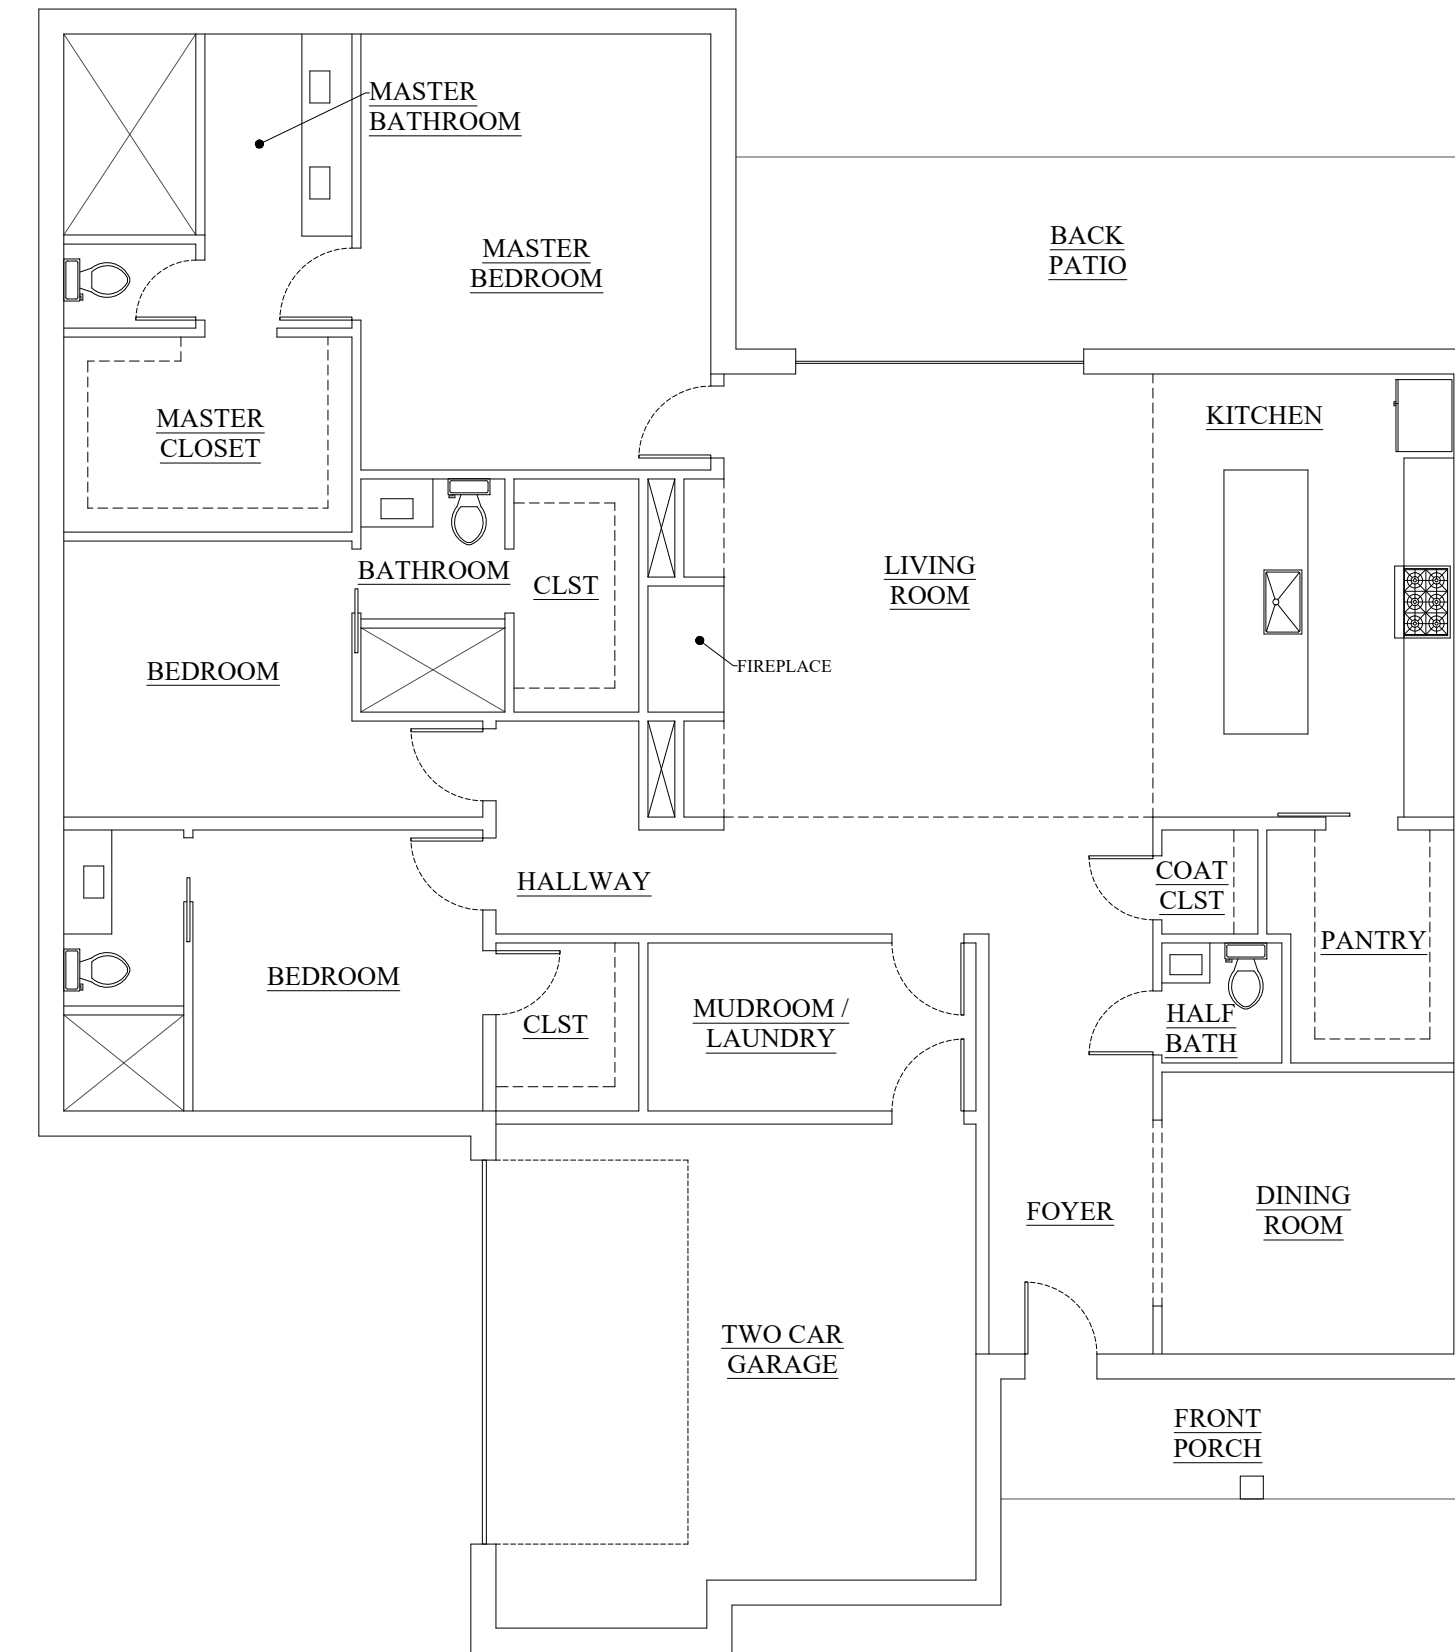 MASTER
BATHROOM
MASTER
BEDROOM
BACK
PATIO
MASTER
CLOSET
KITCHEN
BATHROOM
CLST
LIVING
ROOM
BEDROOM
FIREPLACE
HALLWAY
COAT
CLST
PANTRY
BEDROOM
CLST
MUDROOM /
LAUNDRY
HALF
BATH
FOYER
DINING
ROOM
TWO CAR
GARAGE
FRONT
PORCH